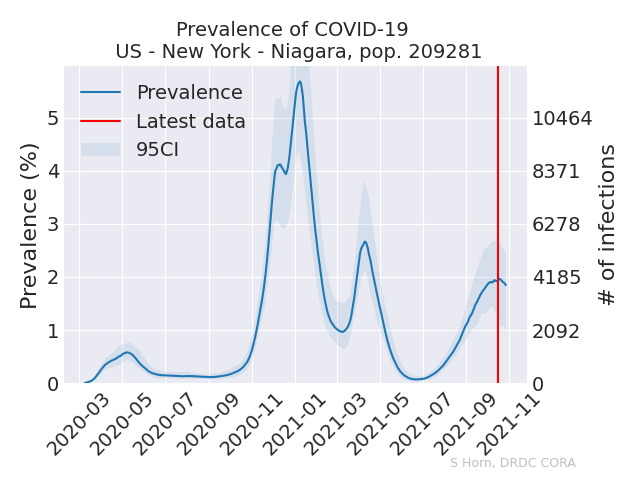 Prevalence of COVID-19
US - New York - Niagara, pop. 209281
Prevalence
Latest data
95CI
Prevalence (%)
5
4
3
2
1
0
10464
8371
6278
4185
2092
0
# of infections
2020-03
2020-05
2020-07
2020-09
2020-11
2021-01
2021-03
2021-05
2021-07
2021-09
2021-11
S Horn, DRDC CORA